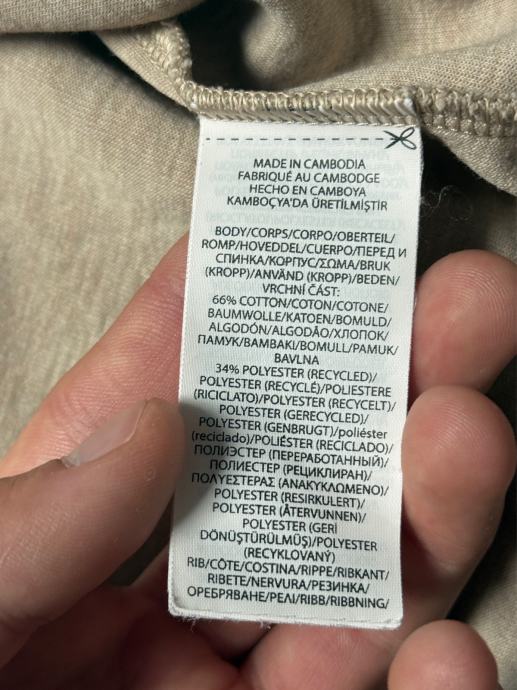 MADE IN CAMBODIA
FABRIQUÉ AU CAMBODGE
HECHO EN CAMBOYA
KAMBOÇYA'DA ÜRETİLMİŞTİR
BODY/CORPS/CORPO/OBERTEIL/
ROMP/HOVEDDEL/CUERPO/ПЕРЕД И
СПИНКА/КОРПУС/ΣΩΜΑ/BRUK
(KROPP)/ANVÄND (KROPP)/BEDEN/
VRCHNÍ ČÁST:
66% COTTON/COTON/COTONE/
BAUMWOLLE/KATOEN/BOMULD/
ALGODÓN/ALGODÃO/ХЛОПОК/
ПАМУК/ΒΑΜΒΑΚΙ/BOMULL/PAMUK/
BAVLNA
34% POLYESTER (RECYCLED)/
POLYESTER (RECYCLÉ)/POLIESTERE
(RICICLATO)/POLYESTER (RECYCELT)/
POLYESTER (GERECYCLED)/
POLYESTER (GENBRUGT)/poliéster
(reciclado)/POLIÉSTER (RECICLADO)/
ПОЛИЭСТЕР (ПЕРЕРАБОТАННЫЙ)/
ПОЛИЕСТЕР (РЕЦИКЛИРАН)/
ΠΟΛΥΕΣΤΕΡΑΣ (ΑΝΑΚΥΚΛΩΜΕΝΟ)/
POLYESTER (RESIRKULERT)/
POLYESTER (ÅTERVUNNEN)/
POLYESTER (GERİ
DÖNÜŞTÜRÜLMÜŞ)/POLYESTER
(RECYKLOVANÝ)
RIB/CÔTE/COSTINA/RIPPE/RIBKANT/
RIBETE/NERVURA/РЕЗИНКА/
ОРЕБРЯВАНЕ/ΡΕΛΙ/RIBB/RIBBNING/